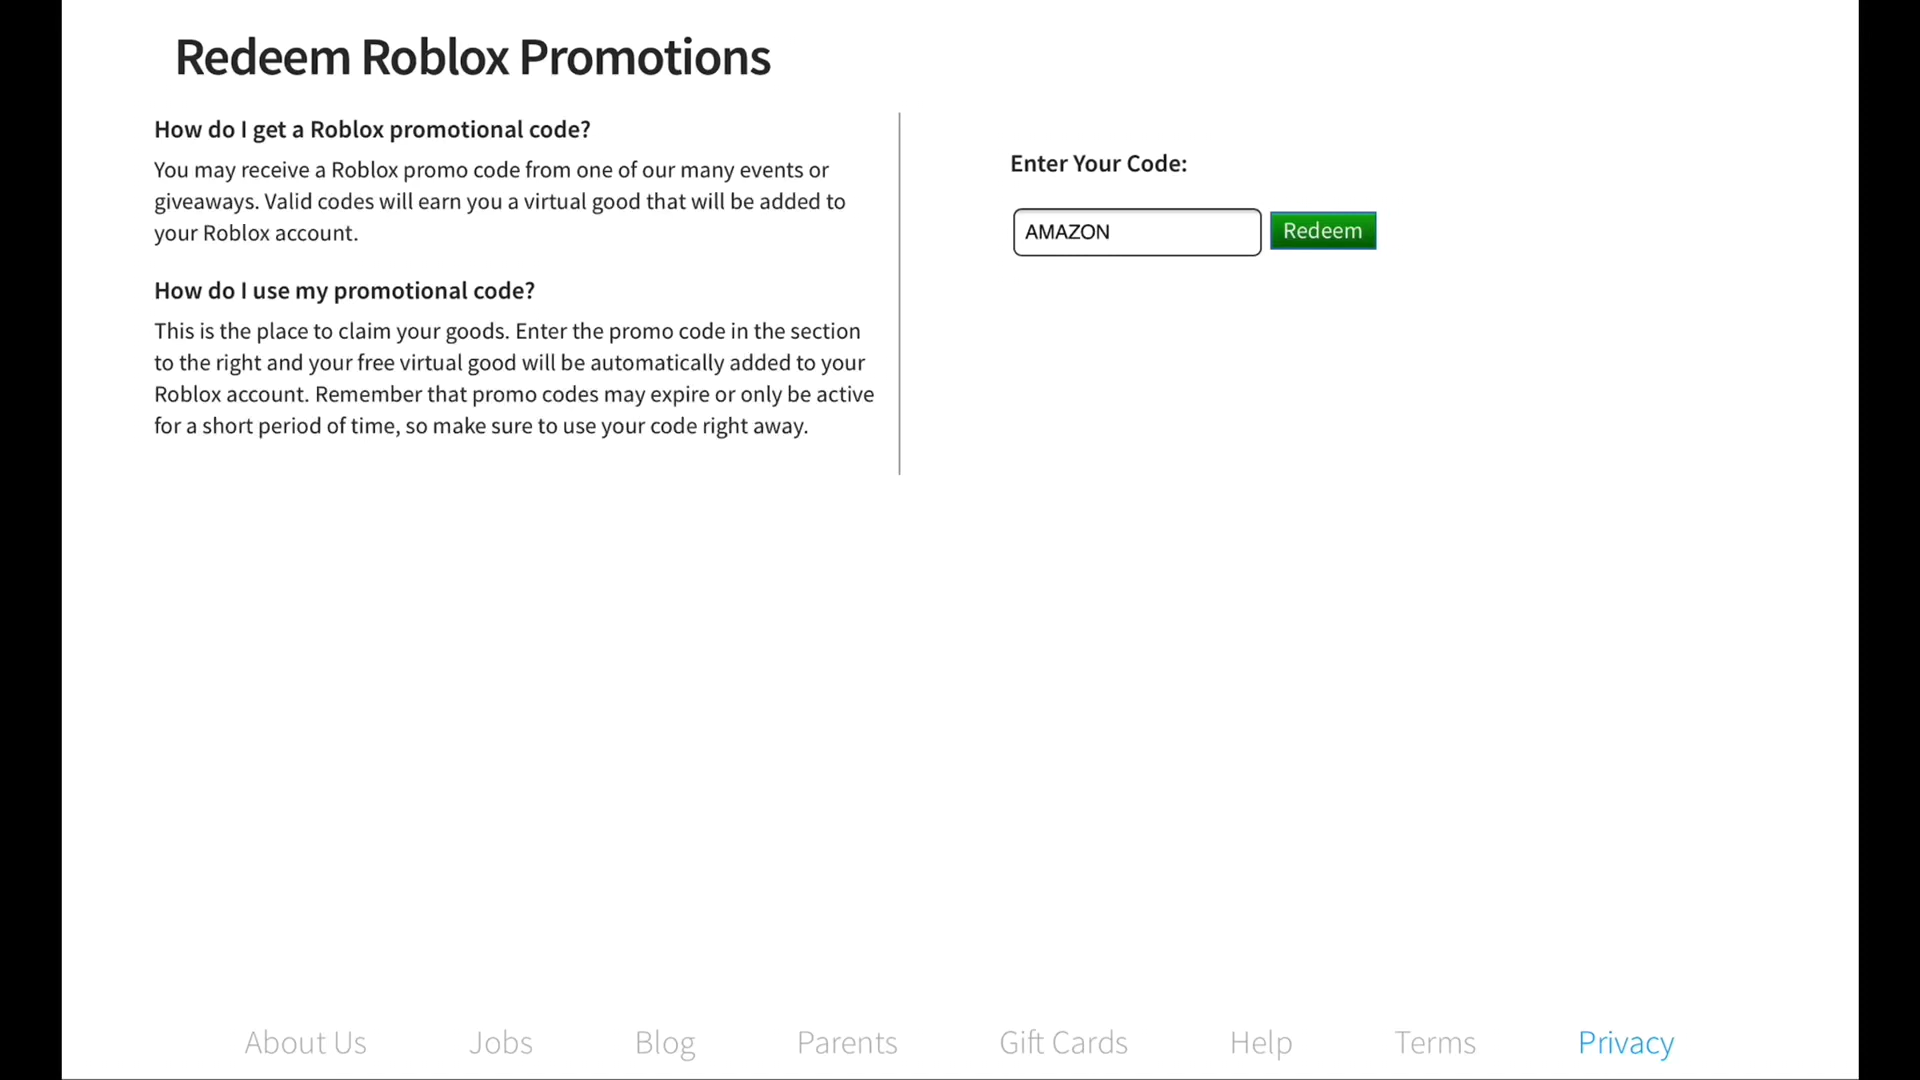 Redeem Roblox Promotions
How do I get a Roblox promotional code?
You may receive a Roblox promo code from one of our many events or
giveaways. Valid codes will earn you a virtual good that will be added to
your Roblox account.
How do I use my promotional code?
This is the place to claim your goods. Enter the promo code in the section
to the right and your free virtual good will be automatically added to your
Roblox account. Remember that promo codes may expire or only be active
for a short period of time, so make sure to use your code right away.
Enter Your Code:
AMAZON Redeem
About Us Jobs Blog Parents Gift Cards Help Terms Privacy